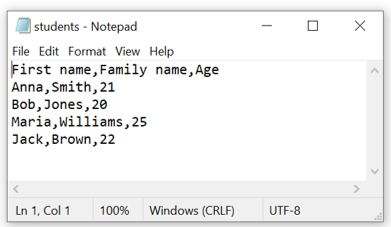 students - Notepad
File Edit Format View Help
First name,Family name,Age
Anna,Smith,21
Bob,Jones,20
Maria,Williams,25
Jack,Brown,22
Ln 1, Col 1 100% Windows (CRLF) UTF-8